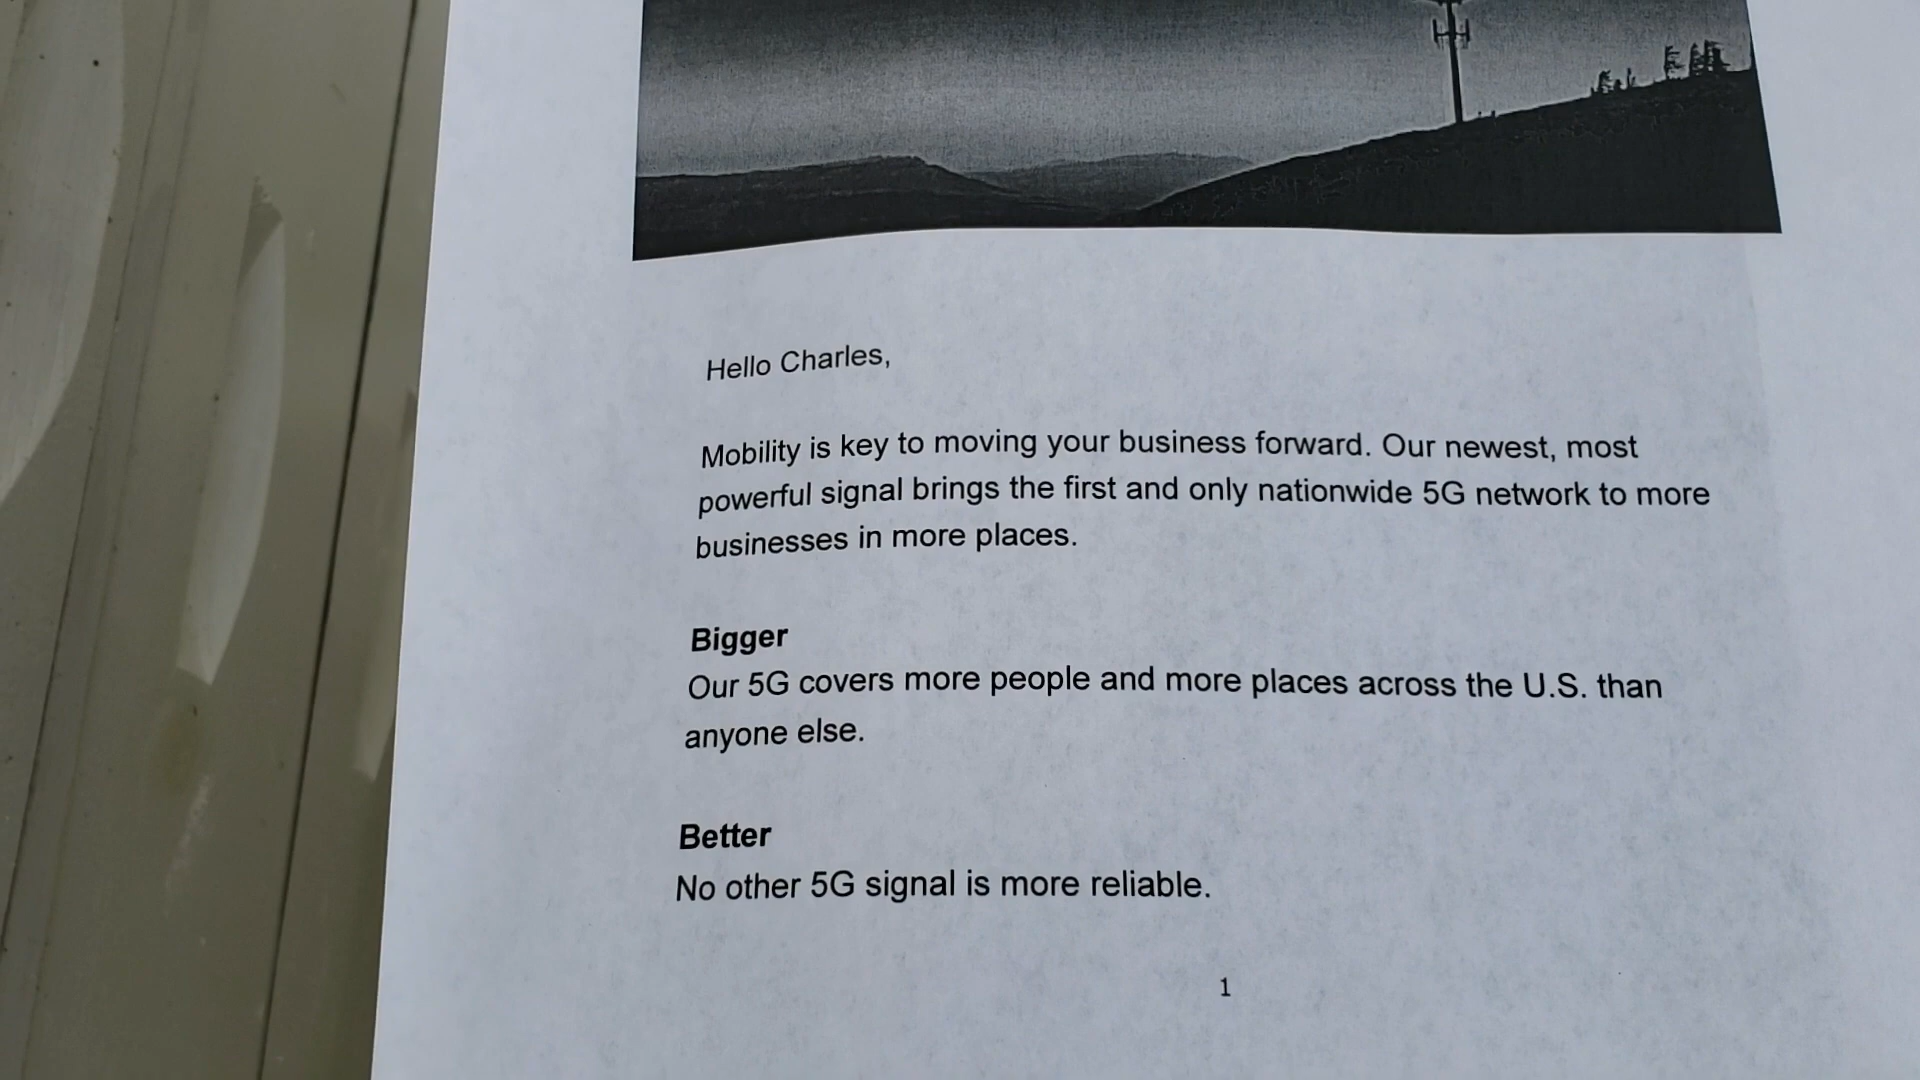 Hello Charles,
Mobility is key to moving your business forward. Our newest, most
powerful signal brings the first and only nationwide 5G network to more
businesses in more places.
Bigger
Our 5G covers more people and more places across the U.S. than
anyone else.
Better
No other 5G signal is more reliable.
1